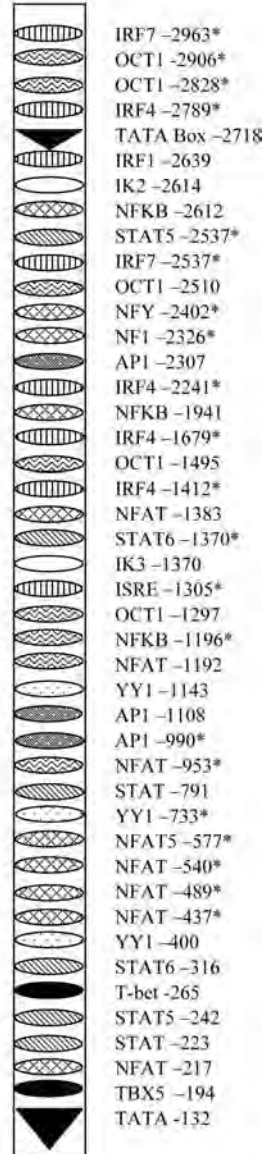 IRF7 –2963*
OCT1 –2906*
OCT1 –2828*
IRF4 –2789*
TATA Box –2718
IRF1 –2639
IK2 –2614
NFKB –2612
STAT5 –2537*
IRF7 –2537*
OCT1 –2510
NFY –2402*
NF1 –2326*
AP1 –2307
IRF4 –2241*
NFKB –1941
IRF4 –1679*
OCT1 –1495
IRF4 –1412*
NFAT –1383
STAT6 –1370*
IK3 –1370
ISRE –1305*
OCT1 –1297
NFKB –1196*
NFAT –1192
YY1 –1143
AP1 –1108
AP1 –990*
NFAT –953*
STAT –791
YY1 –733*
NFAT5 –577*
NFAT –540*
NFAT –489*
NFAT –437*
YY1 –400
STAT6 –316
T-bet -265
STAT5 –242
STAT –223
NFAT –217
TBX5 –194
TATA -132